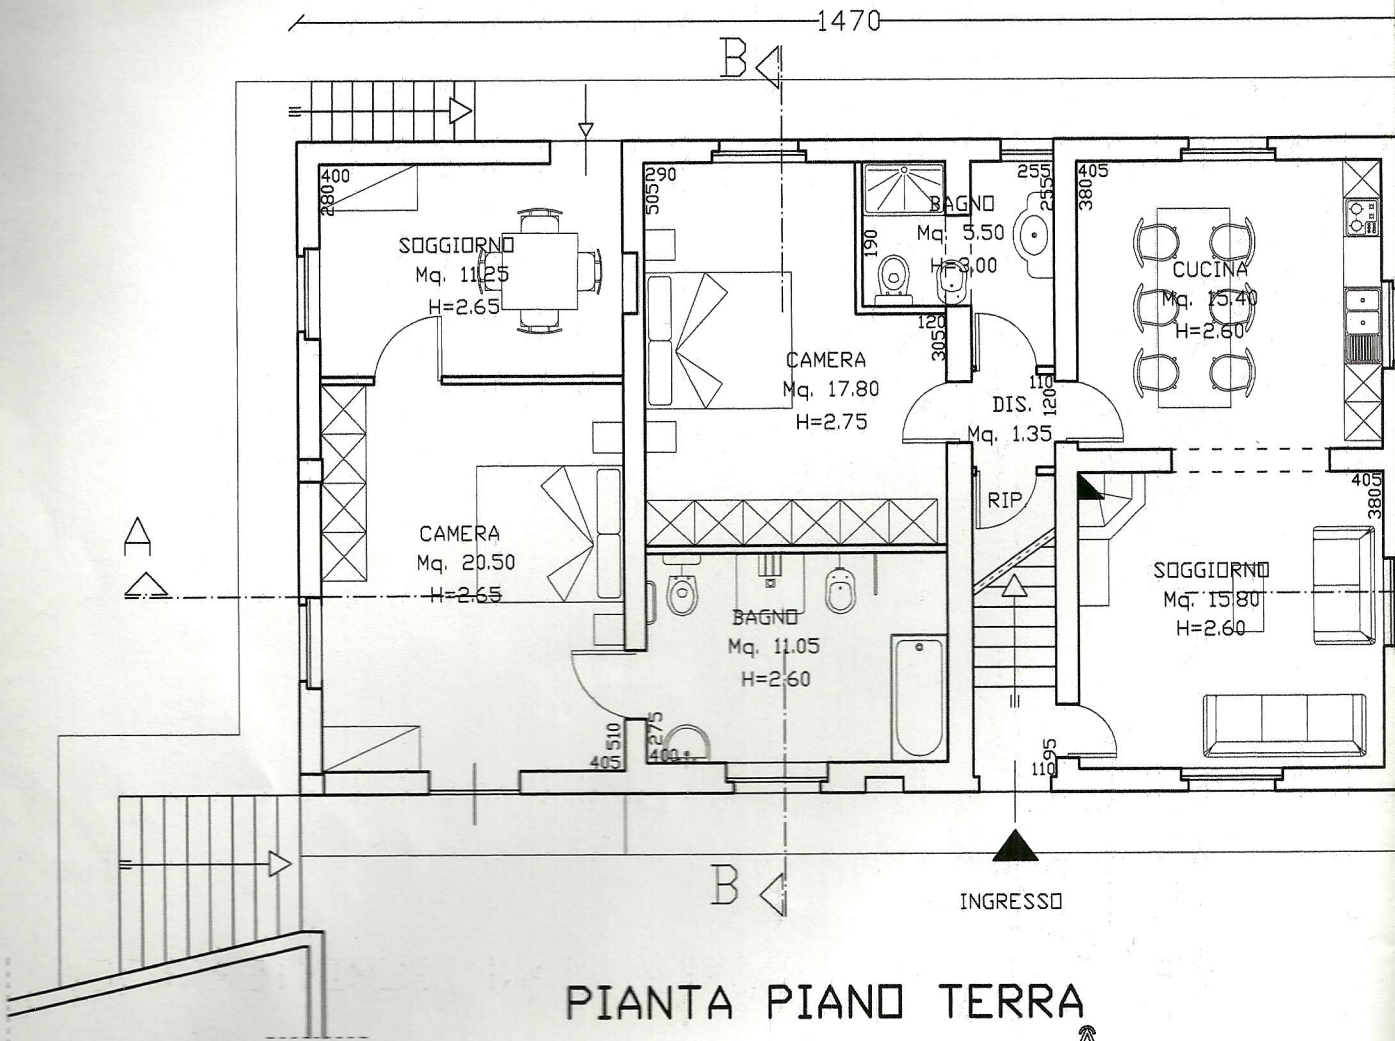 1470
B
400
280
SOGGIORNO
Mq. 11.25
H=2.65
290
505
190
BAGNO
Mq. 5.50
H=3.00
255
255
405
380
CUCINA
Mq. 15.40
H=2.60
120
305
CAMERA
Mq. 17.80
H=2.75
110
120
DIS.
Mq. 1.35
RIP.
405
380
A
CAMERA
Mq. 20.50
H=2.65
SOGGIORNO
Mq. 15.80
H=2.60
BAGNO
Mq. 11.05
H=2.60
510
405
275
400
95
110
B
INGRESSO
PIANTA PIANO TERRA